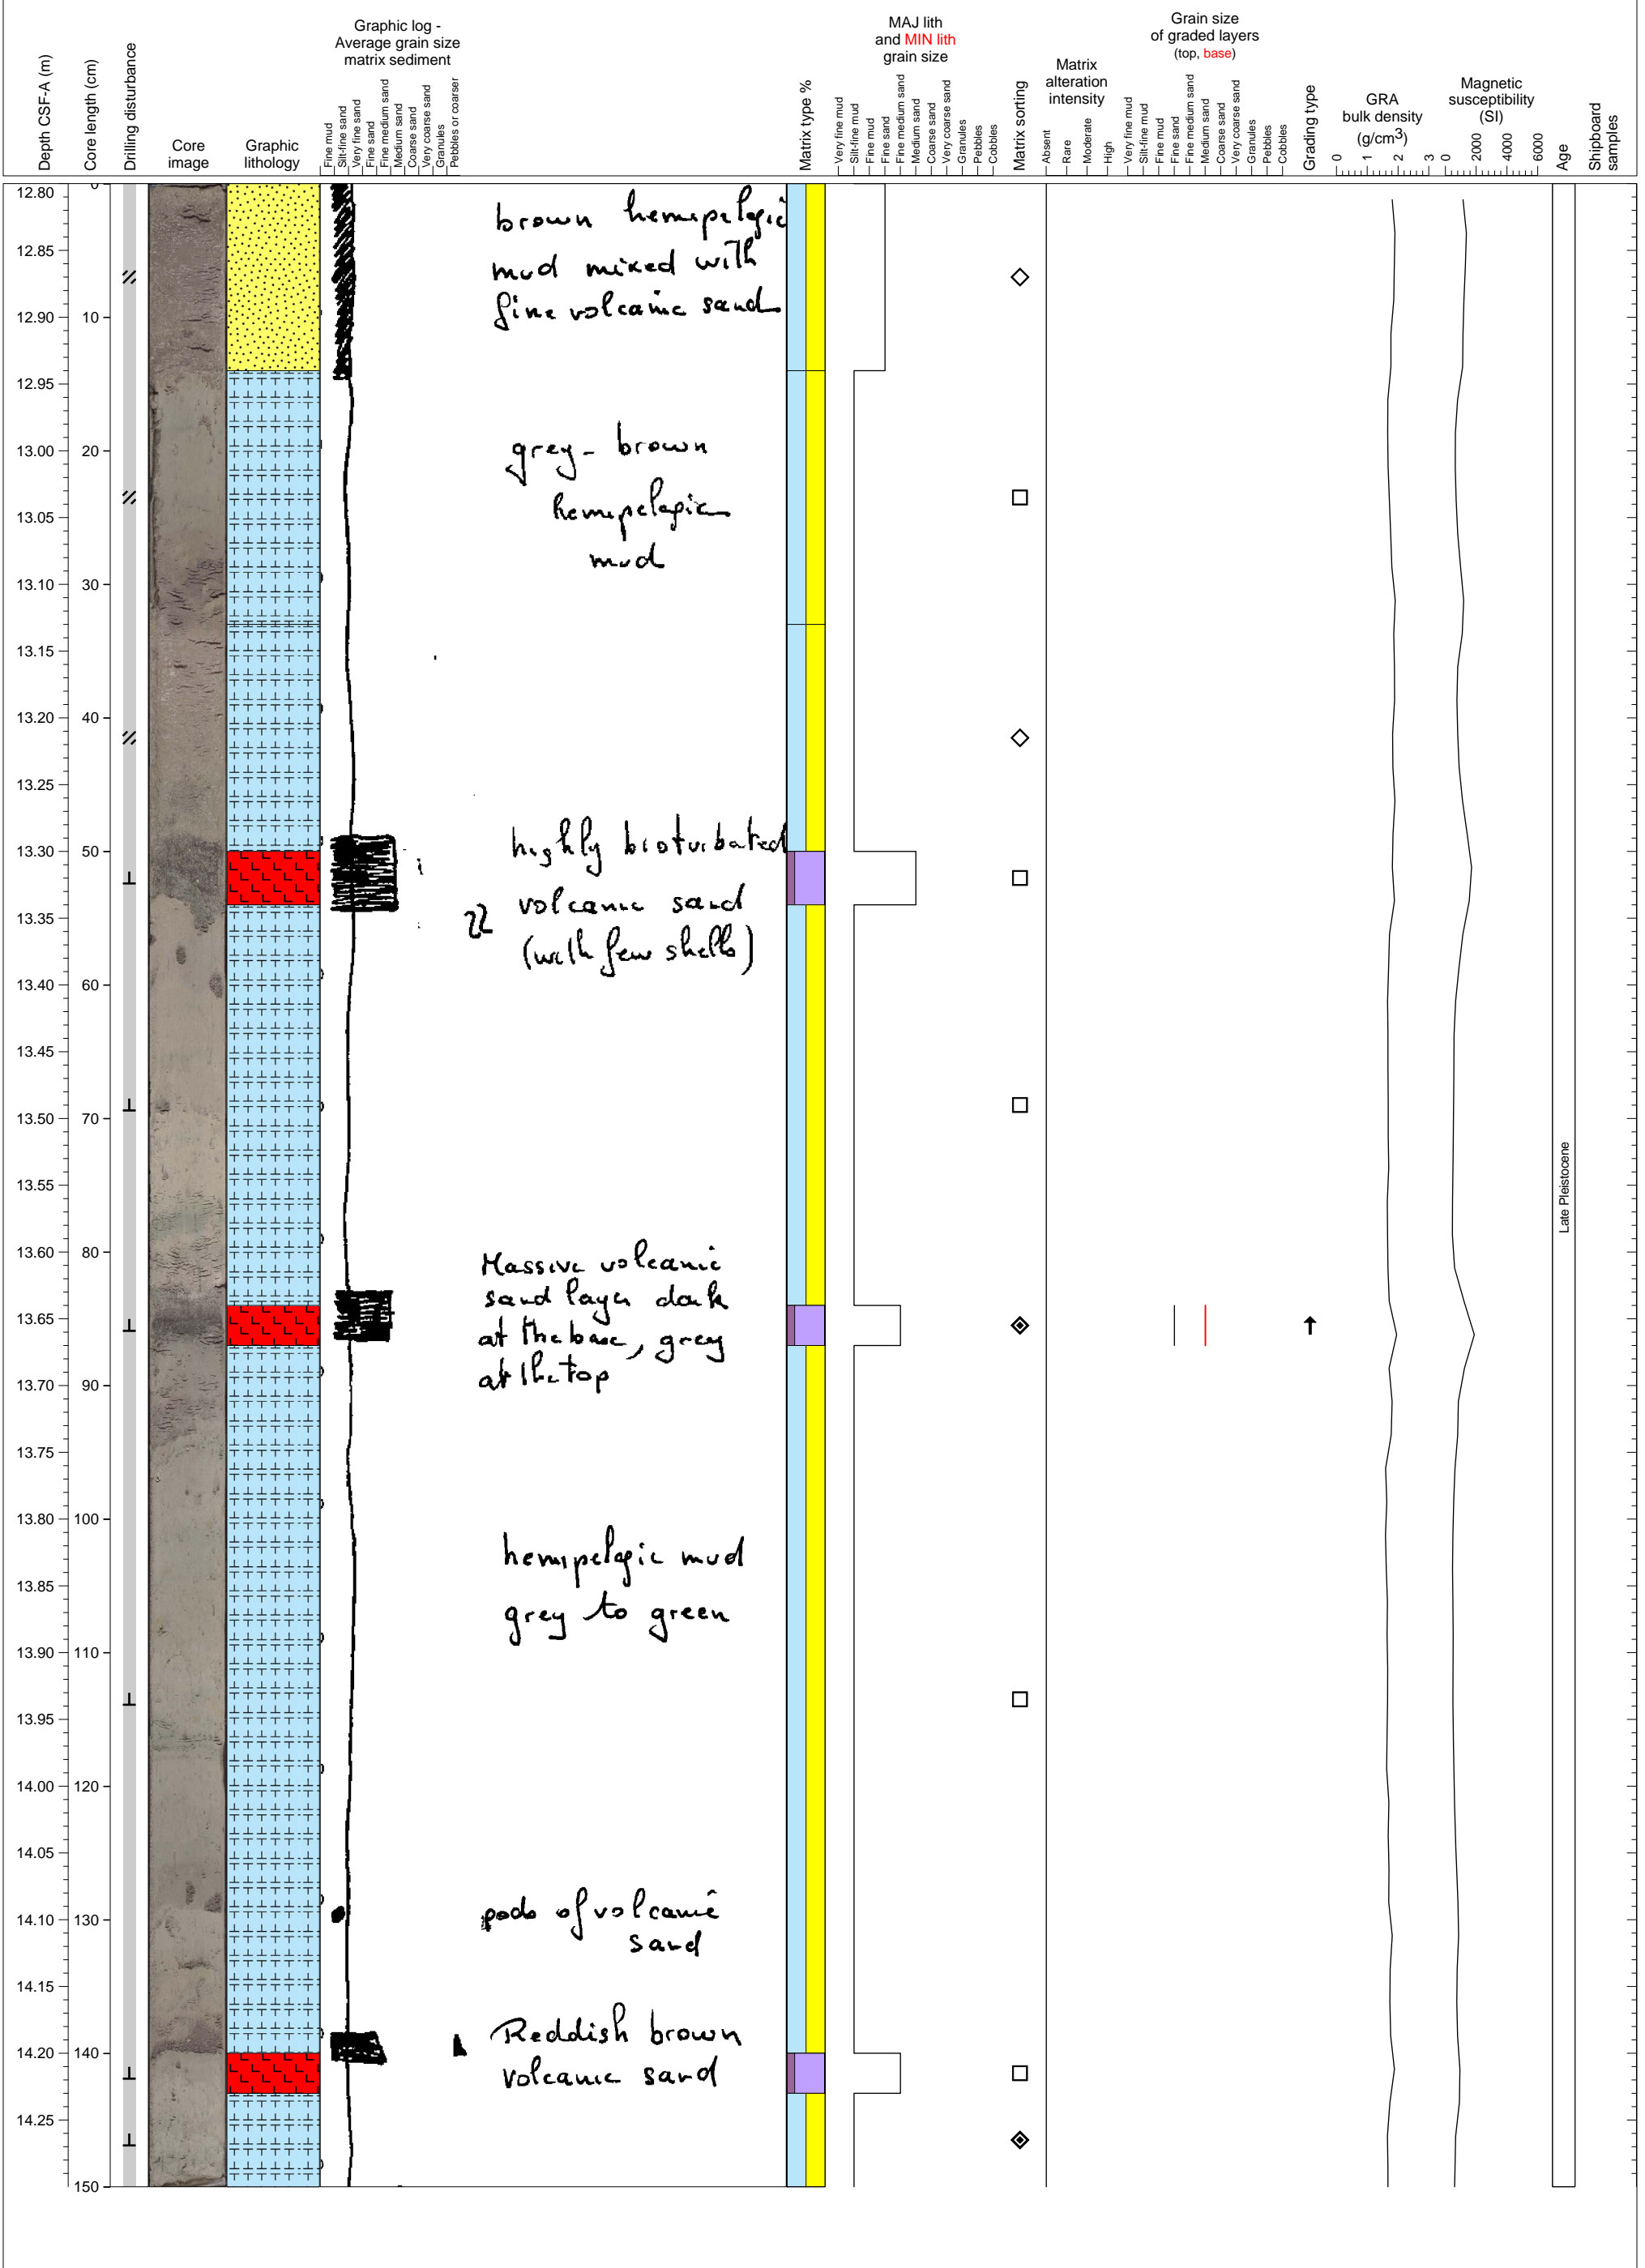 Depth CSF-A (m)
Core length (cm)
Drilling disturbance
Core
image
Graphic
lithology
Graphic log -
Average grain size
matrix sediment
Fine mud
Silt-fine sand
Very fine sand
Fine sand
Fine medium sand
Medium sand
Coarse sand
Very coarse sand
Granules
Pebbles or coarser
Matrix type %
MAJ lith
and MIN lith
grain size
Very fine mud
Silt-fine mud
Fine mud
Fine sand
Fine medium sand
Medium sand
Coarse sand
Very coarse sand
Granules
Pebbles
Cobbles
Matrix sorting
Matrix
alteration
intensity
Absent
Rare
Moderate
High
Grain size
of graded layers
(top, base)
Very fine mud
Silt-fine mud
Fine mud
Fine sand
Fine medium sand
Medium sand
Coarse sand
Very coarse sand
Granules
Pebbles
Cobbles
Grading type
GRA
bulk density
(g/cm3)
0 1 2 3
Magnetic
susceptibility
(SI)
0 2000 4000 6000
Age
Shipboard
samples
12.80 0
brown hemipelagic
12.85
mud mixed with
fine volcanic sand
12.90 10
12.95
13.00 20
grey-brown
13.05
hemipelagic
mud
13.10 30
13.15
13.20 40
13.25
13.30 50
highly bioturbated
13.35
volcanic sand
(with few shells)
13.40 60
13.45
13.50 70
13.55
Late Pleistocene
13.60 80
Massive volcanic
sand layer dark
13.65
at the base, grey
at the top
13.70 90
13.75
13.80 100
hemipelagic mud
13.85
grey to green
13.90 110
13.95
14.00 120
14.05
14.10 130
pods of volcanic
sand
14.15
Reddish brown
14.20 140
volcanic sand
14.25
150